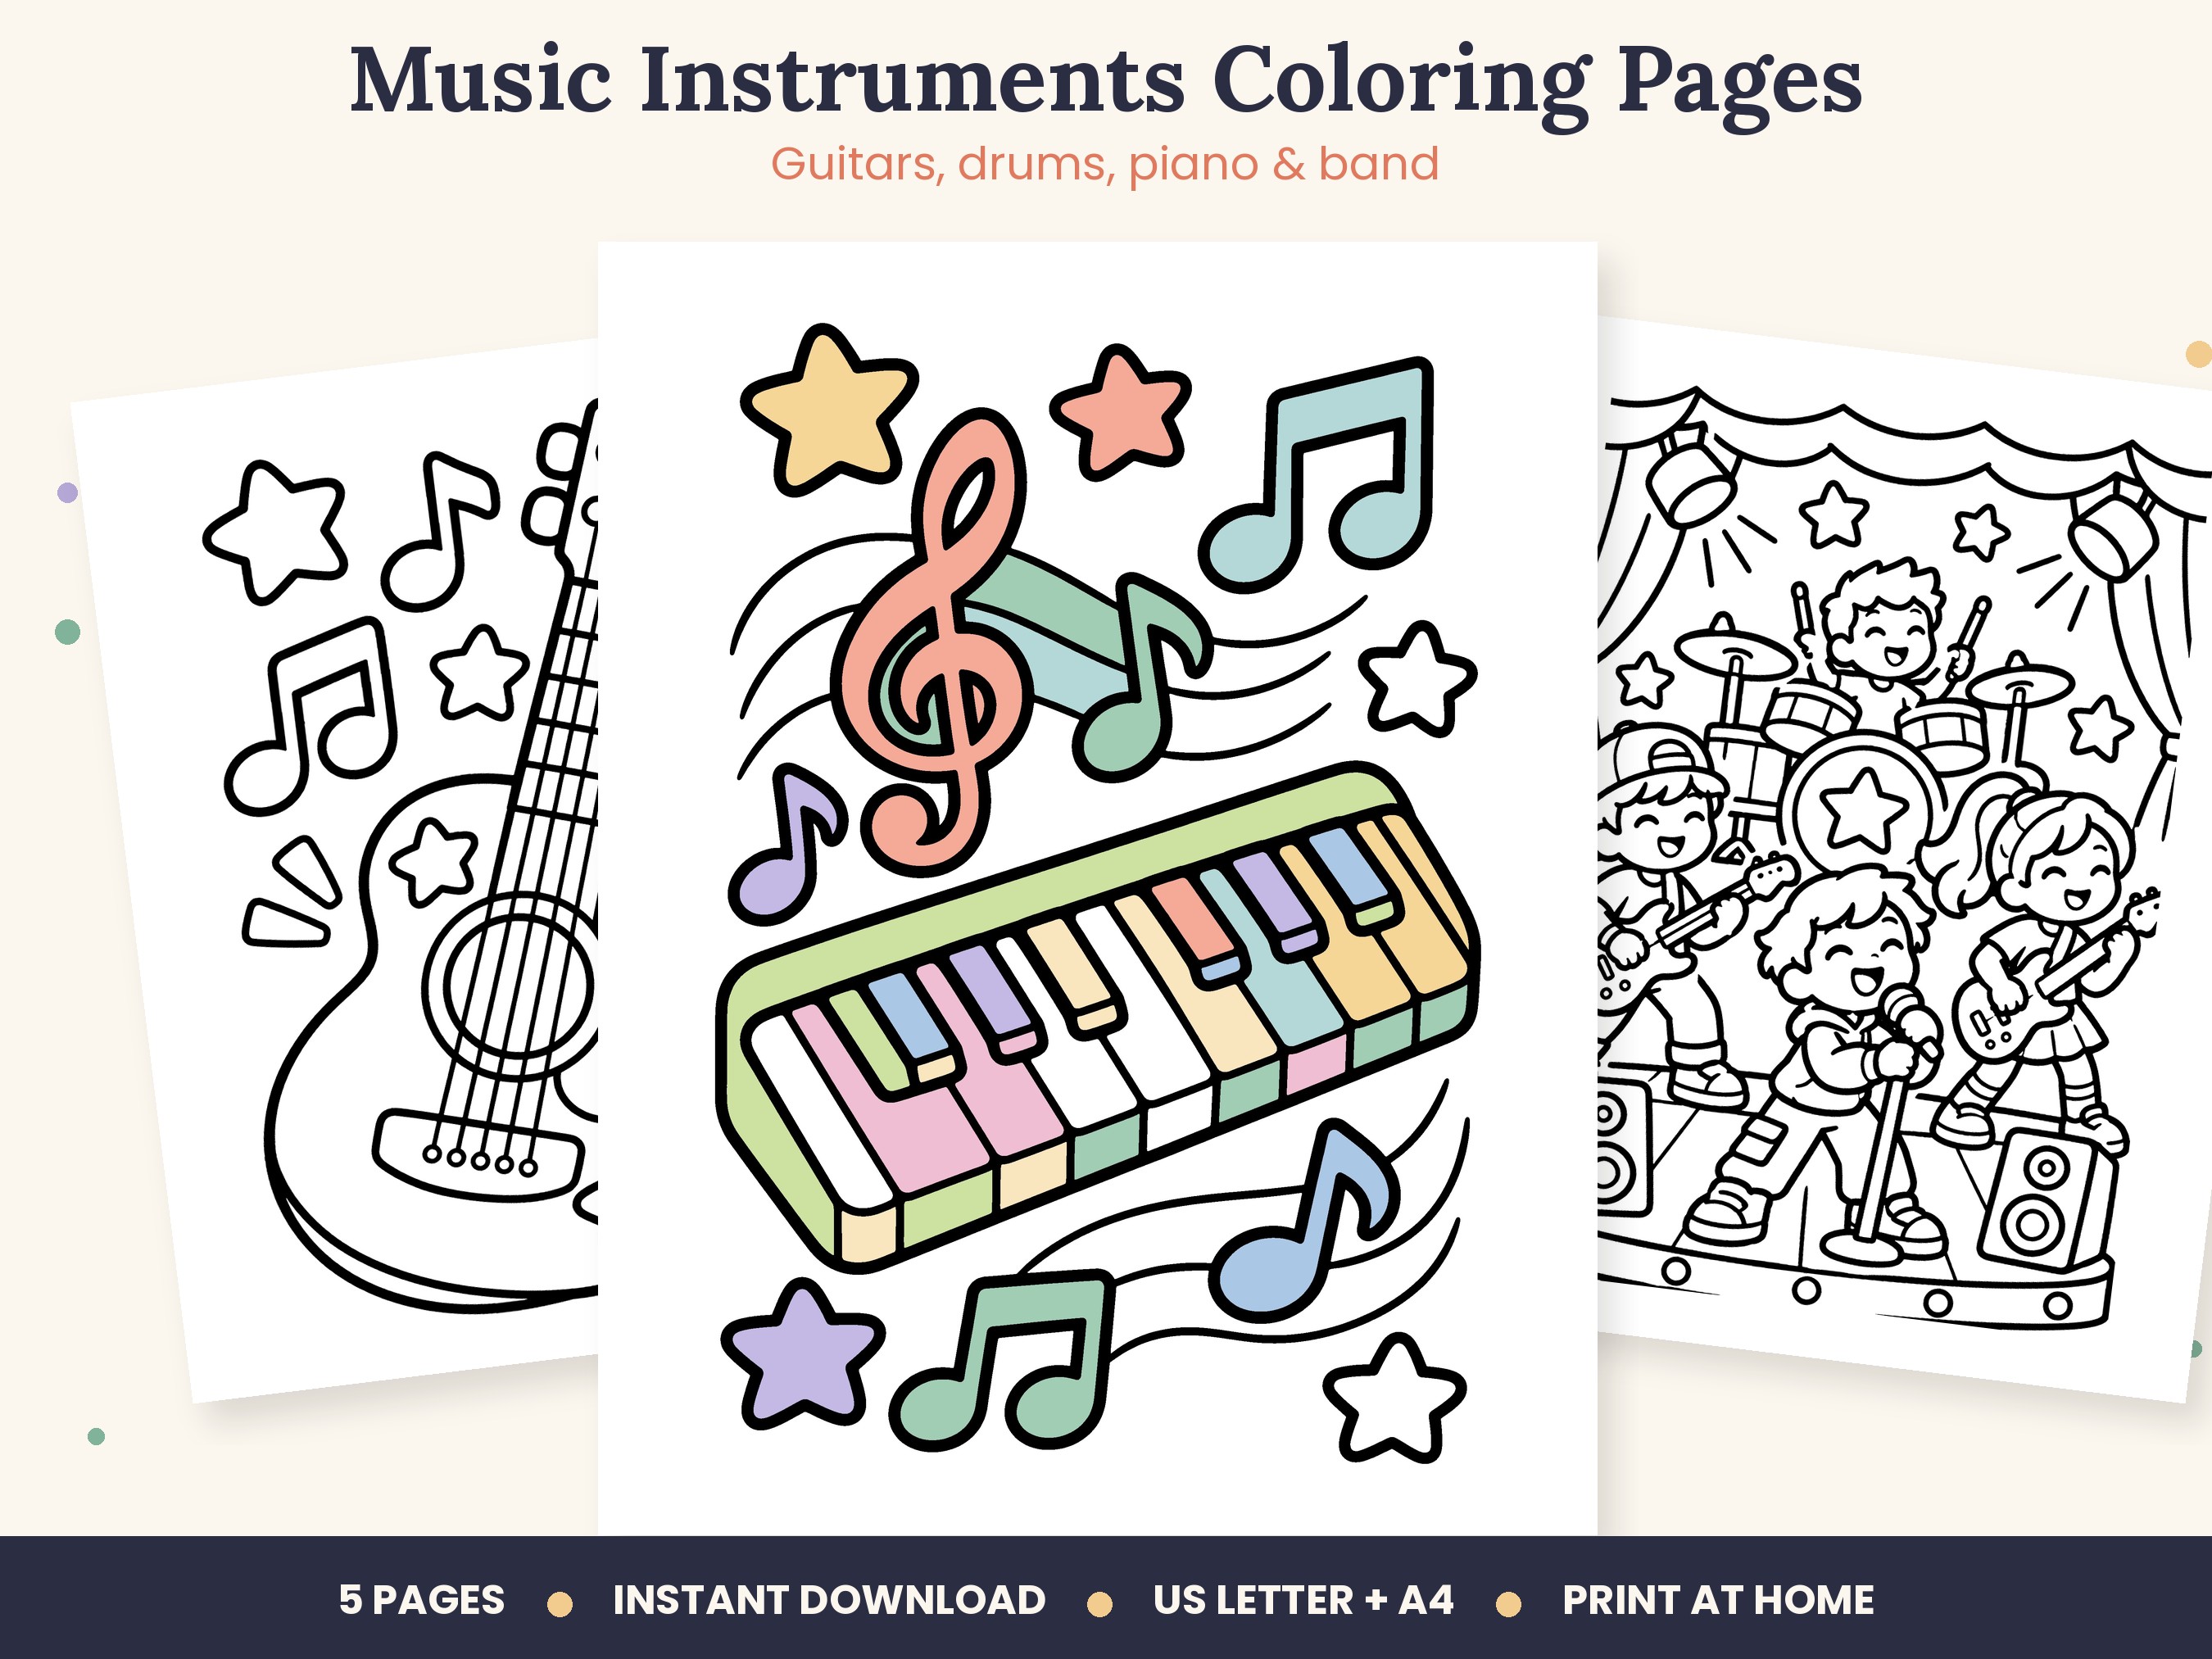 Music Instruments Coloring Pages
Guitars, drums, piano & band
5 PAGES ● INSTANT DOWNLOAD ● US LETTER + A4 ● PRINT AT HOME